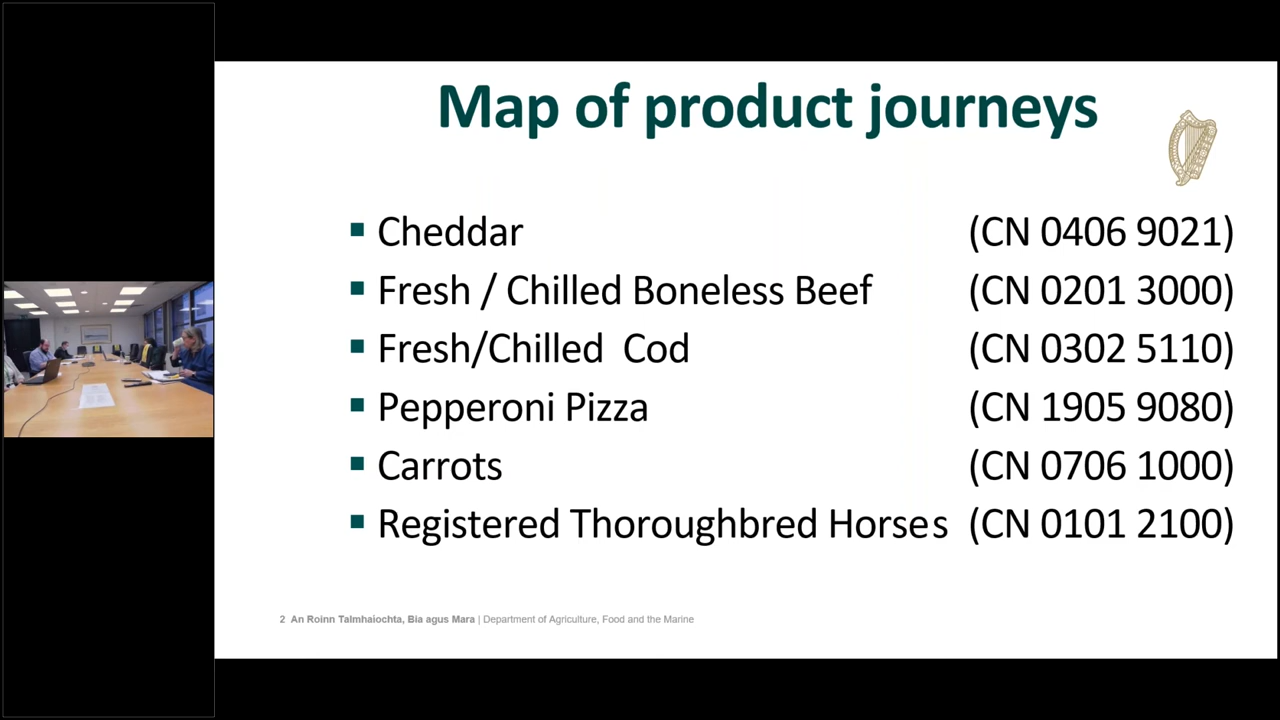 Map of product journeys
Cheddar (CN 0406 9021)
Fresh / Chilled Boneless Beef (CN 0201 3000)
Fresh/Chilled Cod (CN 0302 5110)
Pepperoni Pizza (CN 1905 9080)
Carrots (CN 0706 1000)
Registered Thoroughbred Horses (CN 0101 2100)
2 An Roinn Talmhaiochta, Bia agus Mara | Department of Agriculture, Food and the Marine